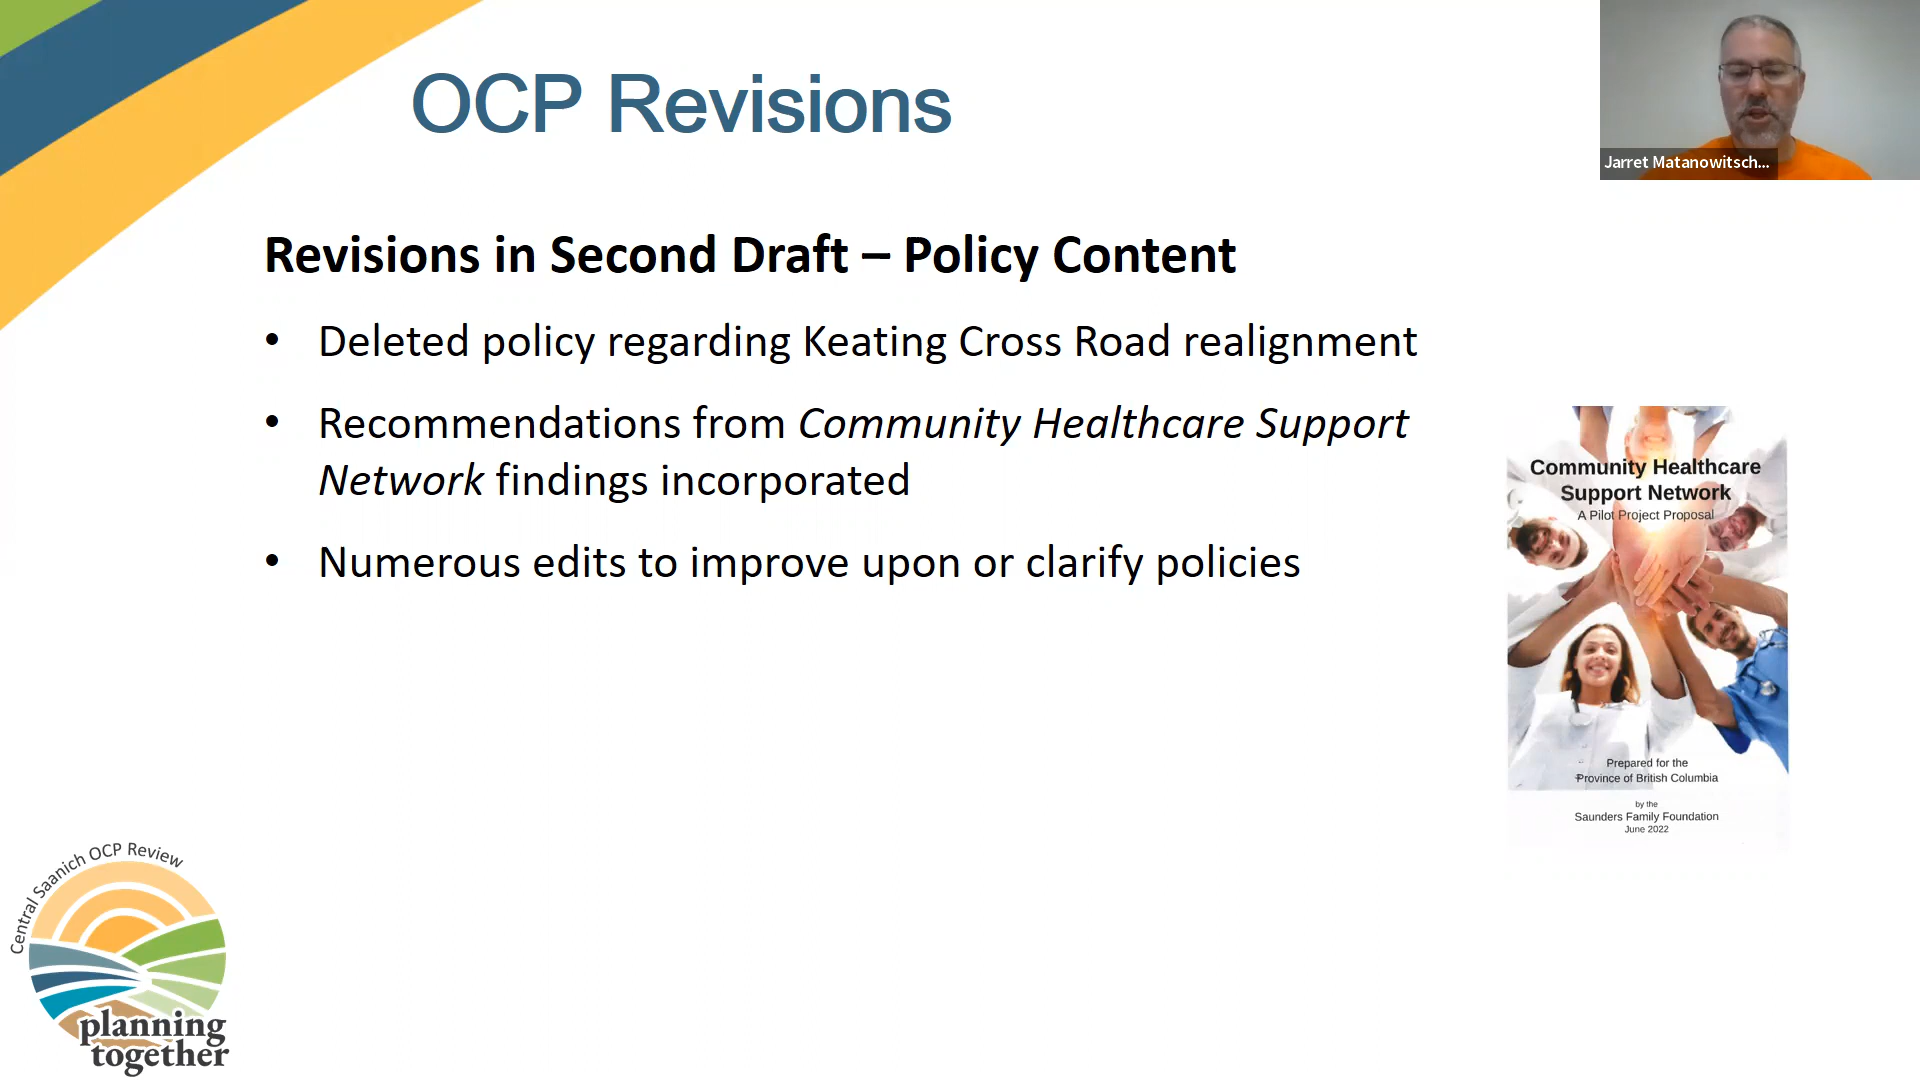 OCP Revisions
Jarret Matanowitsch...
Revisions in Second Draft – Policy Content
• Deleted policy regarding Keating Cross Road realignment
• Recommendations from Community Healthcare Support
Network findings incorporated
• Numerous edits to improve upon or clarify policies
Community Healthcare
Support Network
A Pilot Project Proposal
Prepared for the
Province of British Columbia
by the
Saunders Family Foundation
June 2022
Central Saanich OCP Review
planning
together